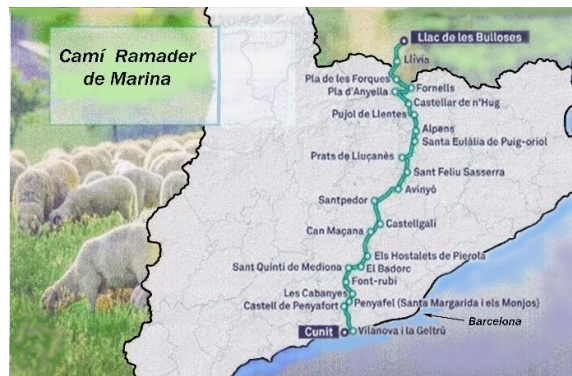 Camí Ramader
de Marina
Llac de les Bulloses
Llívia
Pla de les Forques
Fornells
Pla d'Anyella
Castellar de n'Hug
Pujol de Llentes
Alpens
Santa Eulàlia de Puig-oriol
Prats de Lluçanès
Sant Feliu Sasserra
Avinyó
Santpedor
Castellgalí
Can Maçana
Els Hostalets de Pierola
Sant Quintí de Mediona
El Badorc
Font-rubí
Les Cabanyes
Penyafel (Santa Margarida i els Monjos)
Castell de Penyafort
Barcelona
Cunit
Vilanova i la Geltrú